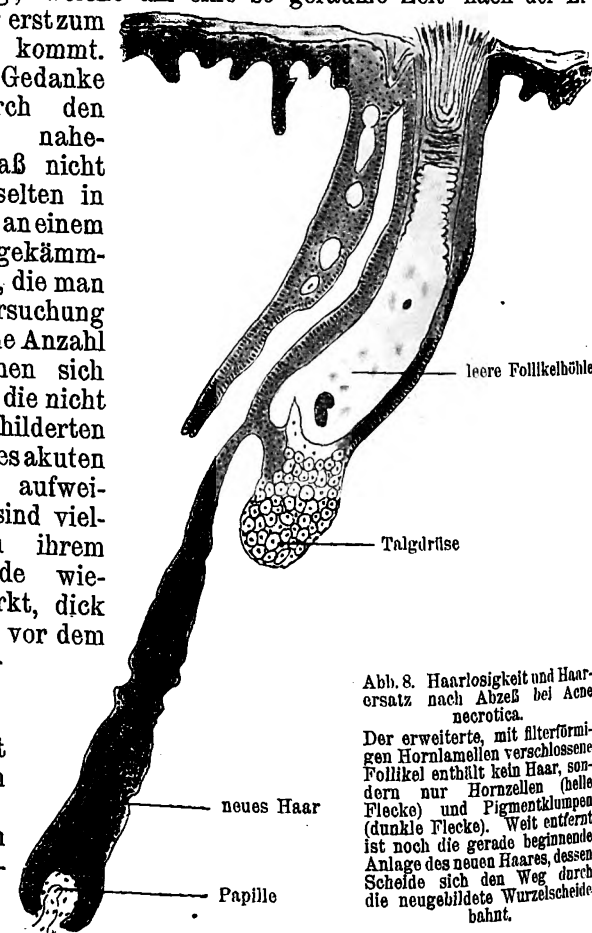 erst zum
kommt.
Gedanke
rch den
nahe-
aß nicht
selten in
an einem
gekämm-
, die man
rsuchung
e Anzahl
nen sich
die nicht
hilderten
es akuten
aufwei-
sind viel-
ihrem
de wie-
rkt, dick
vor dem
leere Follikelhöhle
Talgdrüse
neues Haar
Papille
Abb. 8. Haarlosigkeit und Haar-
ersatz nach Abzeß bei Acne
necrotica.
Der erweiterte, mit filterförmi-
gen Hornlamellen verschlossene
Follikel enthält kein Haar, son-
dern nur Hornzellen (helle
Flecke) und Pigmentklumpen
(dunkle Flecke). Weit entfernt
ist noch die gerade beginnende
Anlage des neuen Haares, dessen
Scheide sich den Weg durch
die neugebildete Wurzelscheide
bahnt.